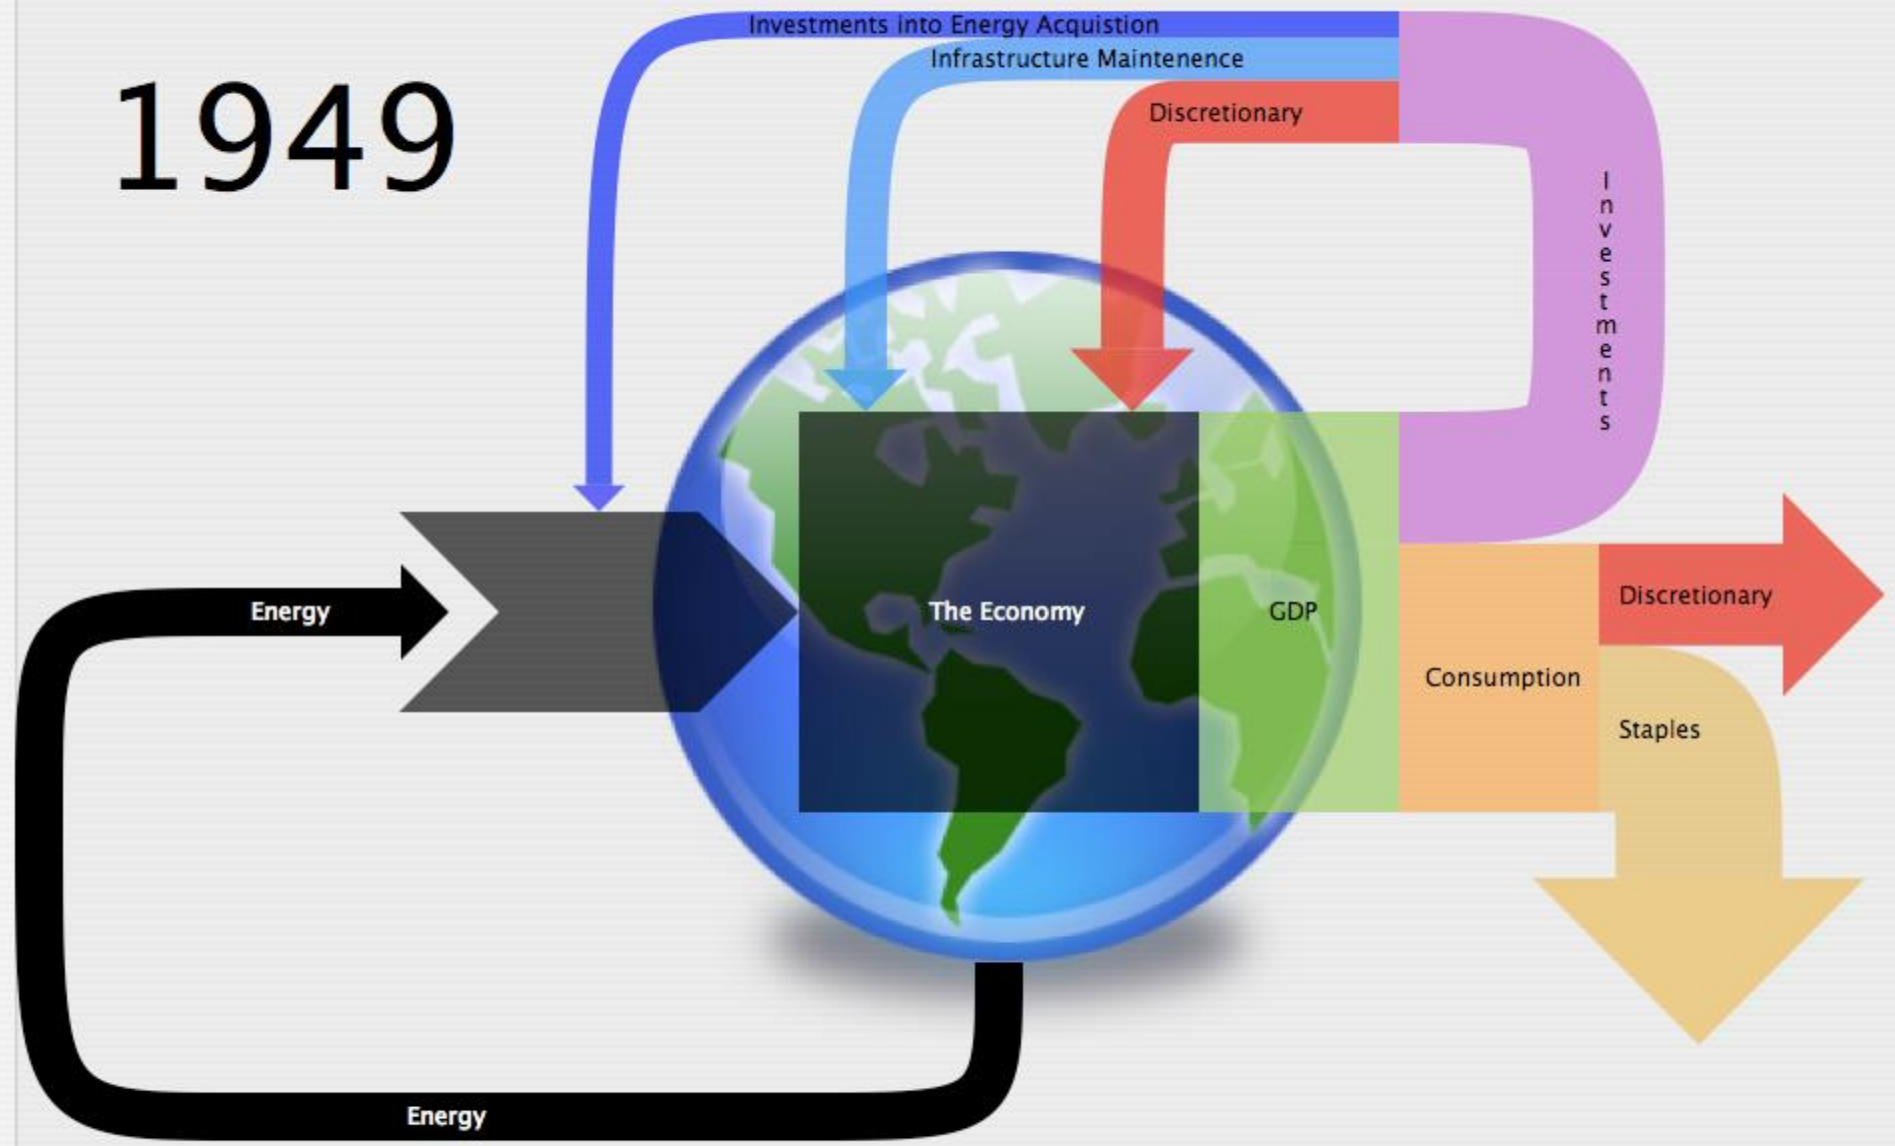 Investments into Energy Acquistion
Infrastructure Maintenence
1949
Discretionary
Investments
Energy
The Economy
GDP
Discretionary
Consumption
Staples
Energy